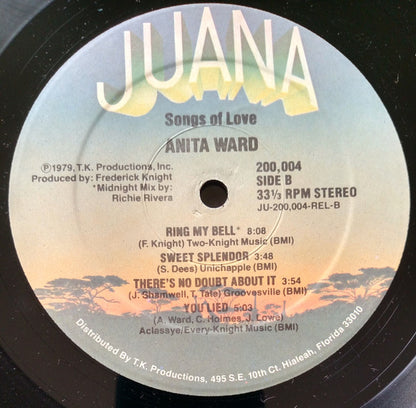 JUANA
Songs of Love
ANITA WARD
℗1979, T.K. Productions, Inc.
Produced by: Frederick Knight
*Midnight Mix by:
Richie Rivera
200,004
SIDE B
33⅓ RPM STEREO
JU-200,004-REL-B
RING MY BELL* 8:08
(F. Knight) Two-Knight Music (BMI)
SWEET SPLENDOR 3:48
(S. Dees) Unichapple (BMI)
THERE'S NO DOUBT ABOUT IT 3:54
(J. Shamwell, T. Tate) Groovesville (BMI)
YOU LIED 5:03
(A. Ward, C. Holmes, J. Lowe)
Aclassye/Every-Knight Music (BMI)
Distributed By T.K. Productions, 495 S.E. 10th Ct. Hialeah, Florida 33010